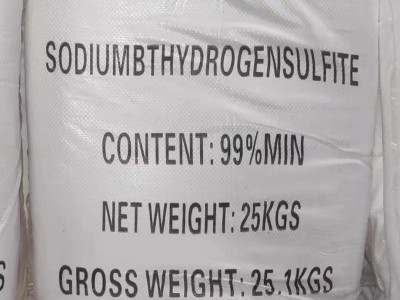 SODIUMBTHYDROGENSULFITE
CONTENT: 99%MIN
NET WEIGHT: 25KGS
GROSS WEIGHT: 25.1KGS